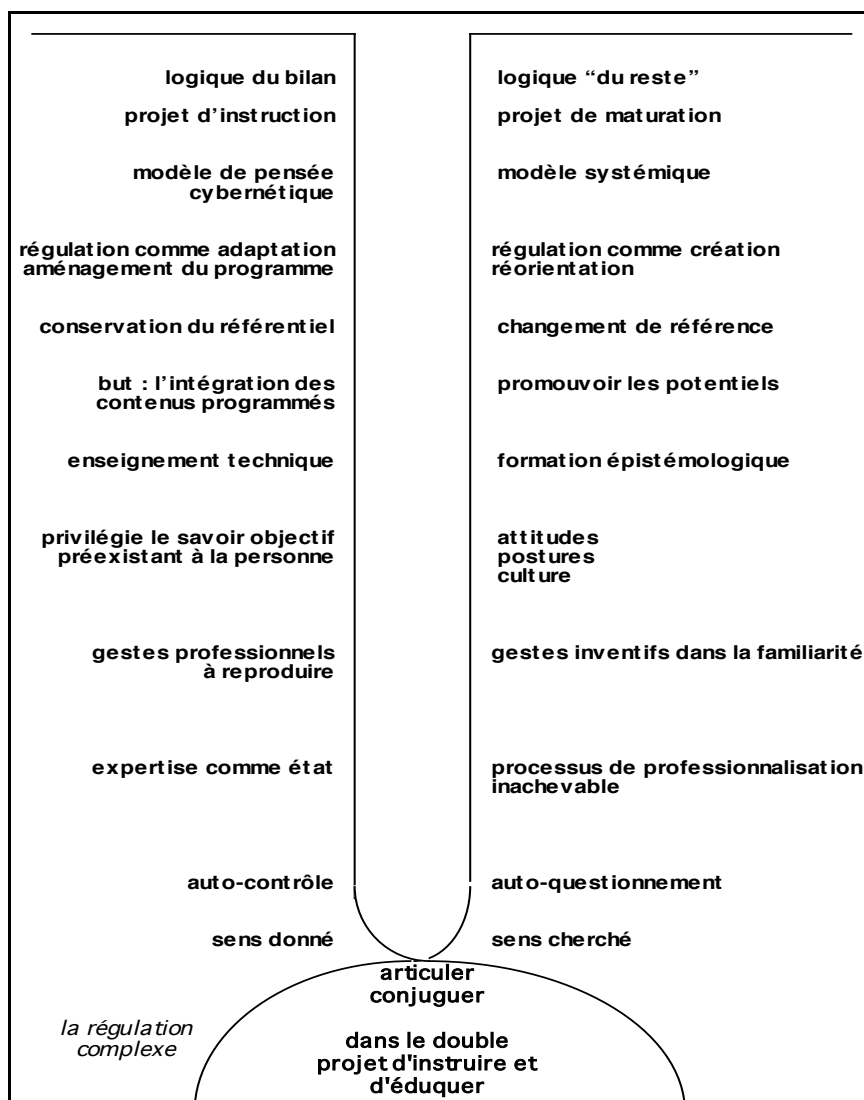 logique du bilan
logique “du reste”
projet d’instruction
projet de maturation
modèle de pensée
cybernétique
modèle systémique
régulation comme adaptation
aménagement du programme
régulation comme création
réorientation
conservation du référentiel
changement de référence
but : l’intégration des
contenus programmés
promouvoir les potentiels
enseignement technique
formation épistémologique
privilégie le savoir objectif
préexistant à la personne
attitudes
postures
culture
gestes professionnels
à reproduire
gestes inventifs dans la familiarité
expertise comme état
processus de professionnalisation
inachevable
auto-contrôle
auto-questionnement
sens donné
sens cherché
articuler
conjuguer
la régulation
complexe
dans le double
projet d'instruire et
d'éduquer